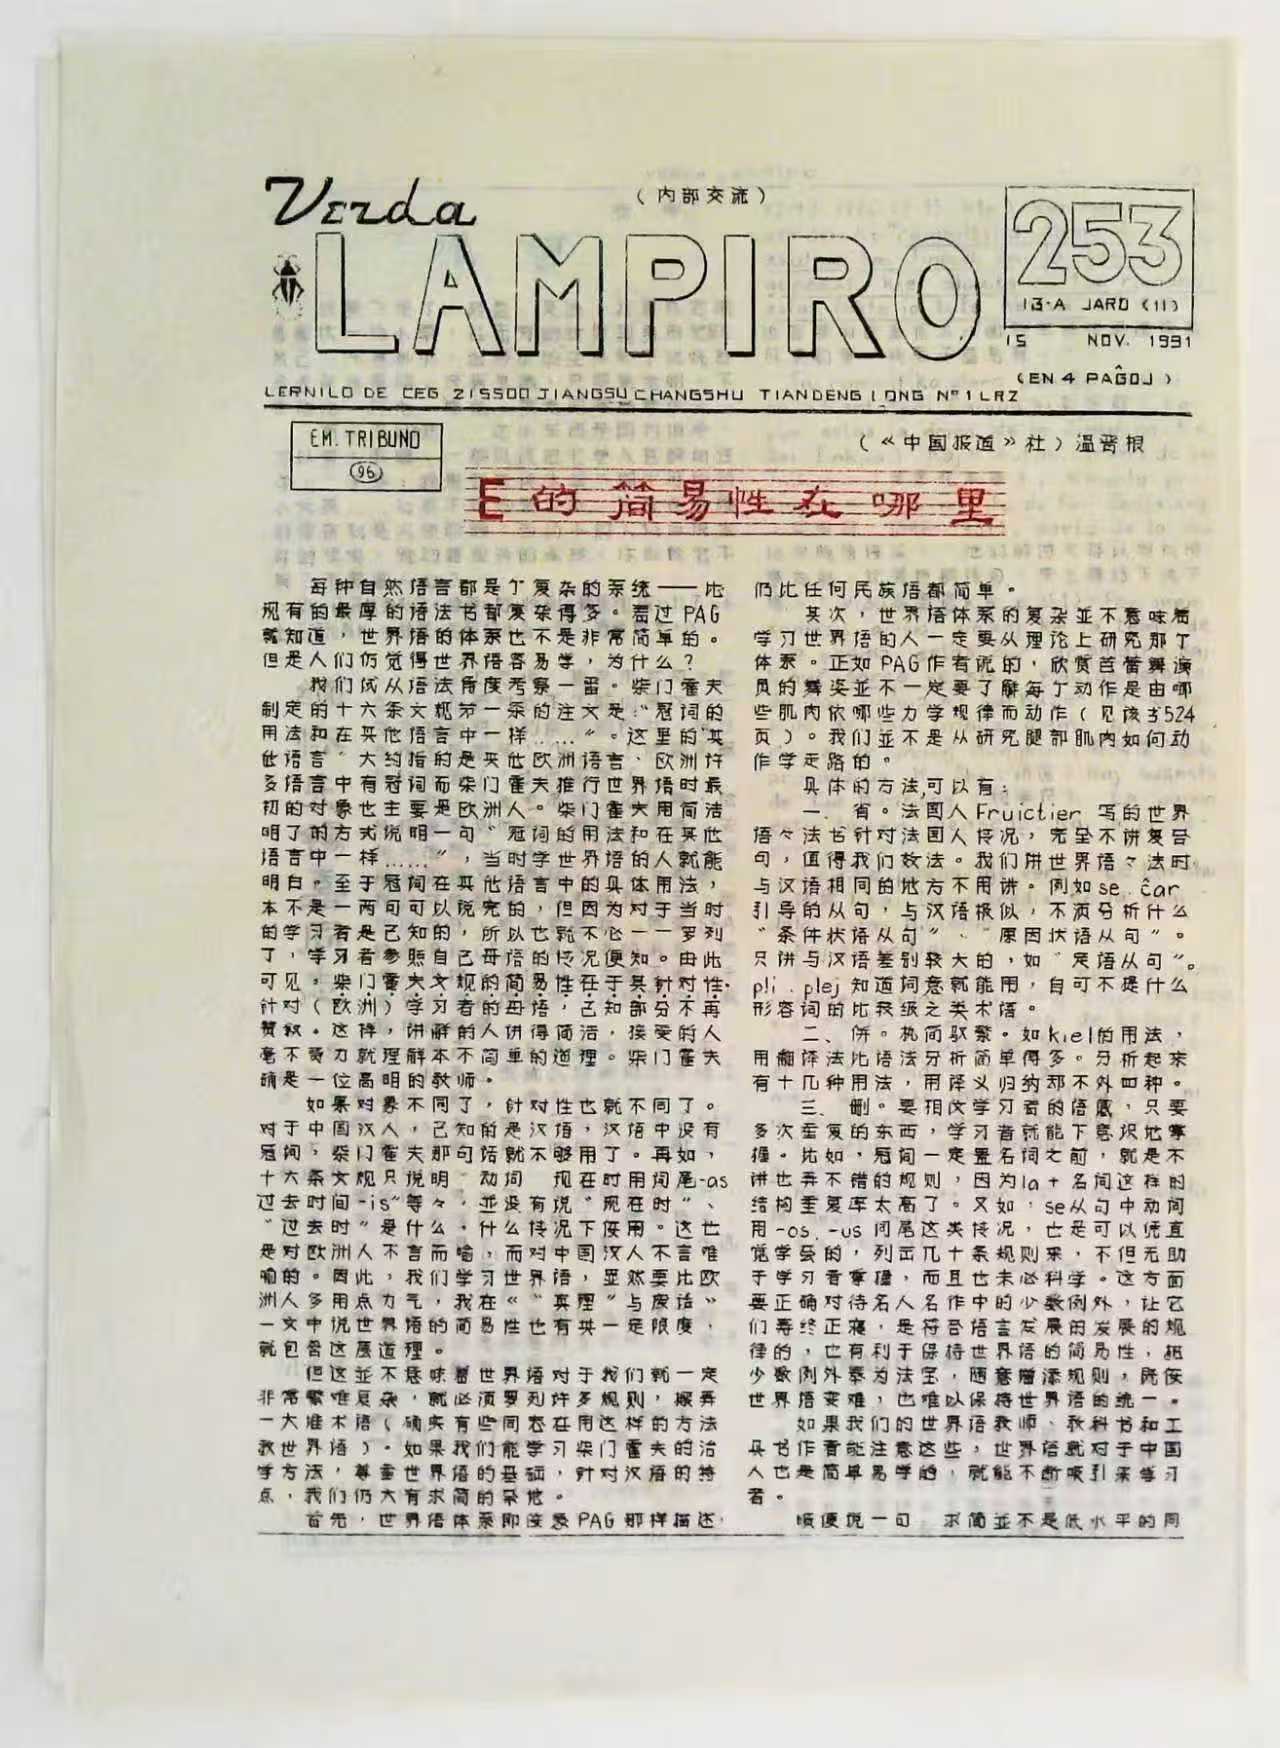 Verda
（内部交流）
LAMPIRO
253
13-A JARO (11)
15 NOV. 1991
(EN 4 PAĜOJ)
LERNILO DE CEG 215500 JIANGSU CHANGSHU TIANDENG LONG N° 1 LRZ
EM. TRIBUNO
96
（《中国报道》社）温晋根
E的简易性在哪里
每种自然语言都是个复杂的系统——比
现有的最厚的语法书都复杂得多。看过PAG
就知道，世界语的体系也不是非常简单的。
但是人们仍觉得世界语容易学，为什么？
我们试从语法角度考察一番。柴门霍夫
制定的十六条文规第一条的注文是：“冠词的
用法和在其他语言中一样……”。这里的“其
他语言”大约指的是其他欧洲语言、欧洲许
多语言中有冠词而柴门霍夫推行世界语时最
初的对象也主要是欧洲人。柴门霍夫用简洁
明了的方式说明一句“冠词的用法和在其他
语言中一样……”，当时学世界语的人就能
明白。至于冠词在其他语言中的具体用法，
本不是一两句可以说完的，但因为对于当时
的学习者是已知的，所以也就不必一一罗列
了，学习者参照自己母语的情况便知。由此
可见，柴门霍夫文规的简易性在于其针对性·
针对（欧洲）学习者的母语，已知部分不再
赘叙。这样，讲解的人讲得简洁，接受的人
毫不费力就理解本不简单的道理。柴门霍夫
确是一位高明的教师。
如果对象不同了，针对性也就不同了。
对于中国汉人，已知的是汉语，汉语中没有
冠词，柴门霍夫那句话就不够用了。再如，
十六条文规只说明“动词 现在时用词尾-as
过去时间-is”等々，並没有说“现在时”、
“过去时”是什么，什么情况下使用。这也
是对欧洲人不言而喻，而对中国汉人不言难
喻的。因此，我们学习世界语，显然要比欧
洲人多用点力气，我在《“真理”与废话》
一文中说世界语的简易性也有其一定限度，
就包含这层道理。
但这並不意味着世界语对于我们就一定
非常繁难复杂，就必须要列许多规则，搬弄
一大堆术语（确实有些同志在用这样的方法
教世界语）。如果我们能学习柴门霍夫的治
学方法，尊重世界语的基础，针对汉语的特
点，我们仍大有求简的余地。
首先，世界语体系即使象PAG那样描述，
仍比任何民族语都简单。
其次，世界语体系的复杂並不意味着
学习世界语的人一定要从理论上研究那个
体系。正如PAG作者说的，欣赏芭蕾舞演
员的舞姿並不一定要了解每个动作是由哪
些肌肉依哪些力学规律而动作（见该书524
页）。我们並不是从研究腿部肌肉如何动
作学走路的。
具体的方法，可以有：
一、省。法国人Fruictier 写的世界
语々法书针对法国人情况，完全不讲复合
句，值得我们效法。我们讲世界语々法时
与汉语相同的地方不用讲。例如se，ĉar
引导的从句，与汉语极似，不须分析什么
“条件状语从句”、“原因状语从句”。
只讲与汉语差别较大的，如“定语从句”。
pli，plej知道词意就能用，自可不提什么
形容词的比较级之类术语。
二、併。执简驭繁。如kiel的用法，
用翻译法比语法分析简单得多。分析起来
有十几种用法，用译义归纳却不外四种。
三、删。要相仪学习者的语感，只要
多次重复的东西，学习者就能下意识地掌
握。比如，冠词一定置名词之前，就是不
讲也弄不错的规则，因为la＋名词这样的
结构重复率太高了。又如，se从句中动词
用-os，-us词尾这类情况，也是可以凭直
觉学会的，列出几十条规则来，不但无助
于学习者掌握，而且也未必科学。这方面
要正确对待名人名作中的少数例外，让它
们寿终正寝，是符合语言发展的发展的规
律的，也有利于保持世界语的简易性，把
少数例外奉为法宝，随意增添规则，既使
世界语变难，也难以保持世界语的统一。
如果我们的世界语教师、教科书和工
具书作者能注意这些，世界语就对于中国
人也是简单易学的，就能不断吸引来学习
者。
顺便说一句，求简並不是低水平的同